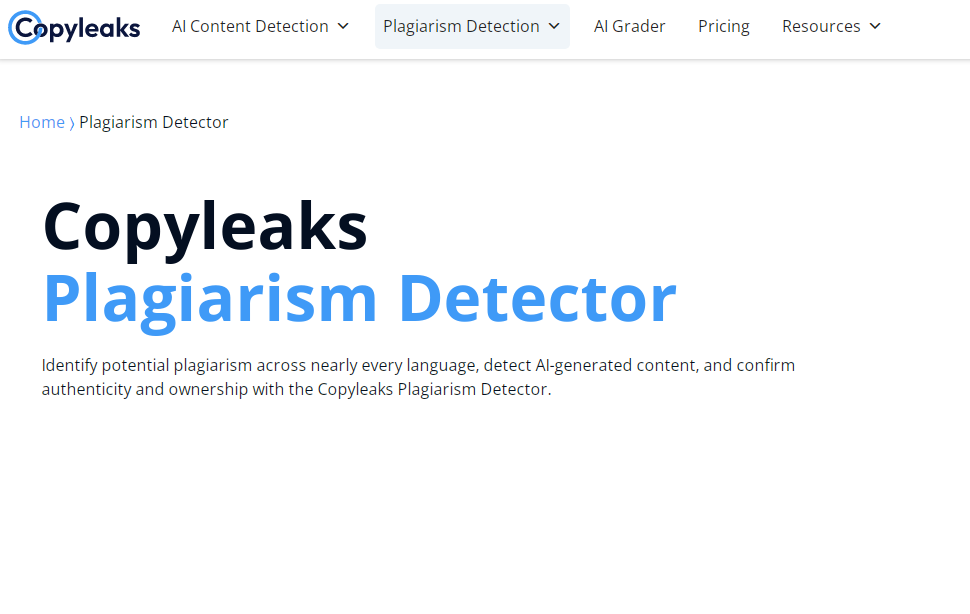 Copyleaks AI Content Detection Plagiarism Detection AI Grader Pricing Resources
Home 〉 Plagiarism Detector
Copyleaks
Plagiarism Detector
Identify potential plagiarism across nearly every language, detect AI-generated content, and confirm
authenticity and ownership with the Copyleaks Plagiarism Detector.